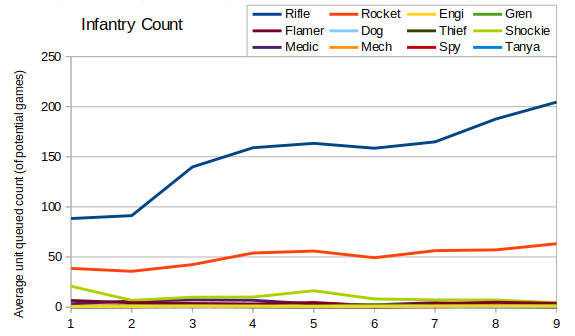 Infantry Count
Rifle Rocket Engi Gren
Flamer Dog Thief Shockie
Medic Mech Spy Tanya
Average unit queued count (of potential games)
250
200
150
100
50
0
1 2 3 4 5 6 7 8 9